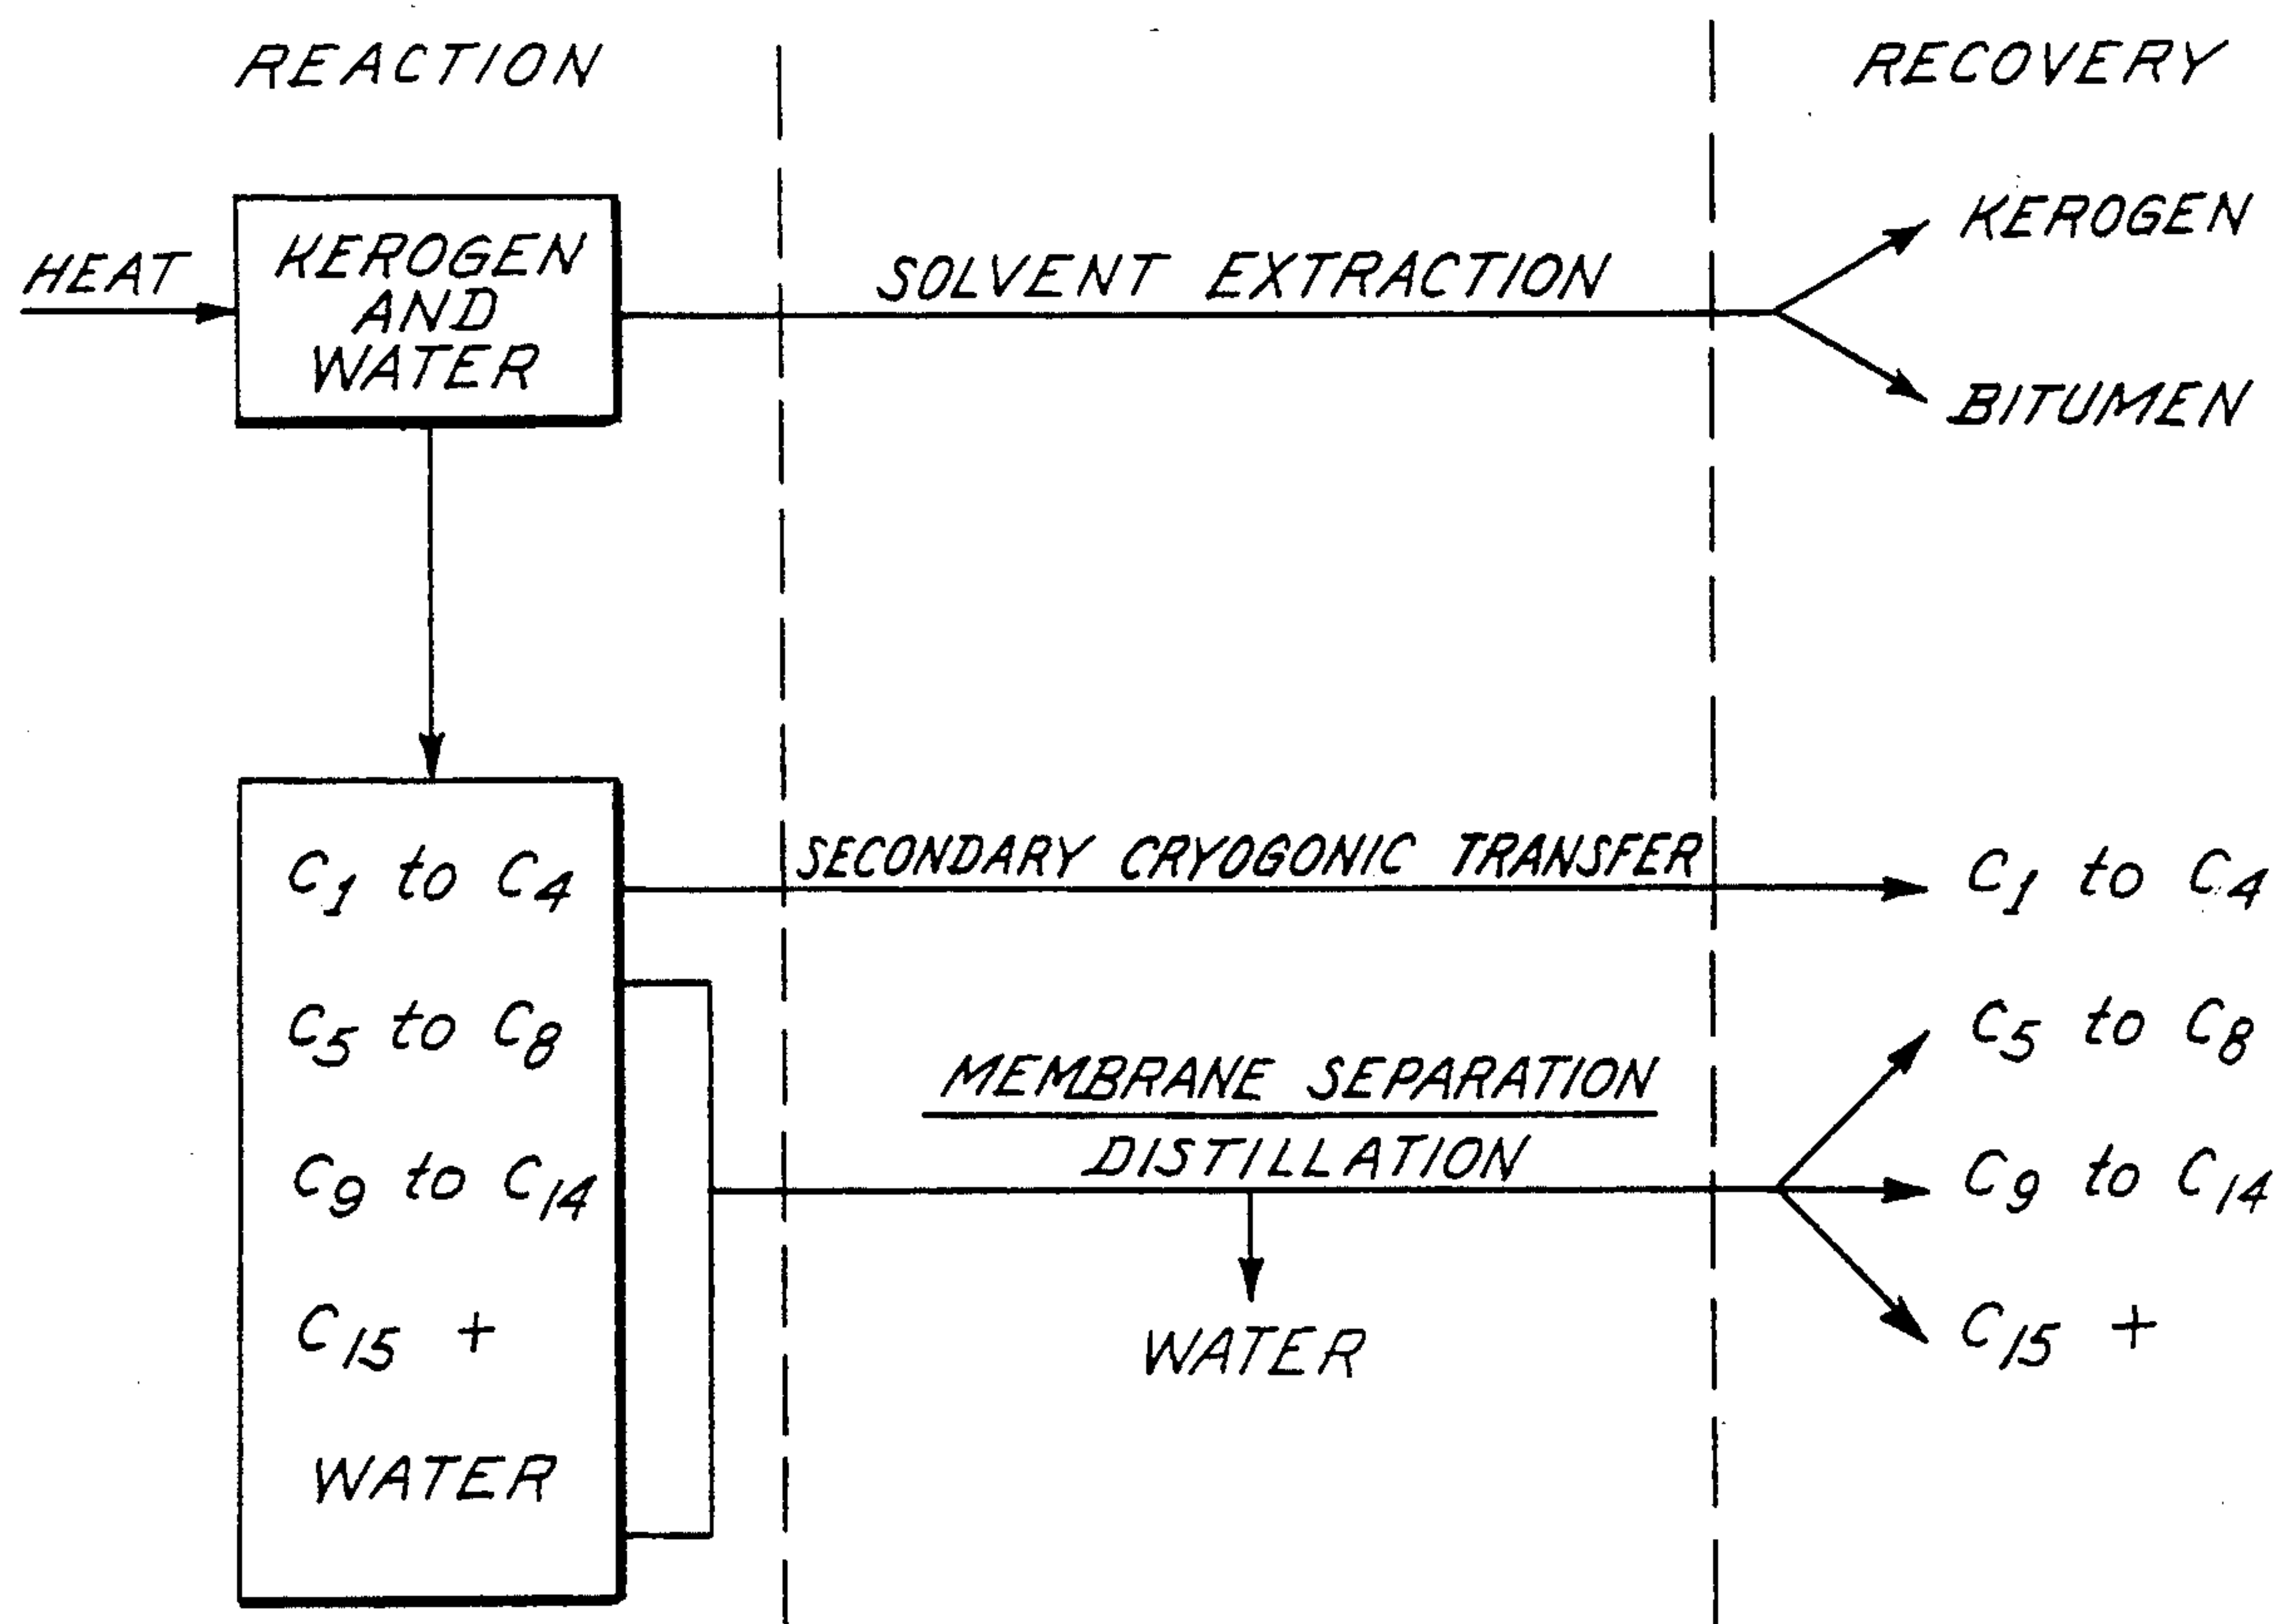 REACTION
RECOVERY
HEAT
KEROGEN
AND
WATER
SOLVENT EXTRACTION
KEROGEN
BITUMEN
C1 to C4
C5 to C8
C9 to C14
C15 +
WATER
SECONDARY CRYOGONIC TRANSFER
MEMBRANE SEPARATION
DISTILLATION
WATER
C1 to C4
C5 to C8
C9 to C14
C15 +